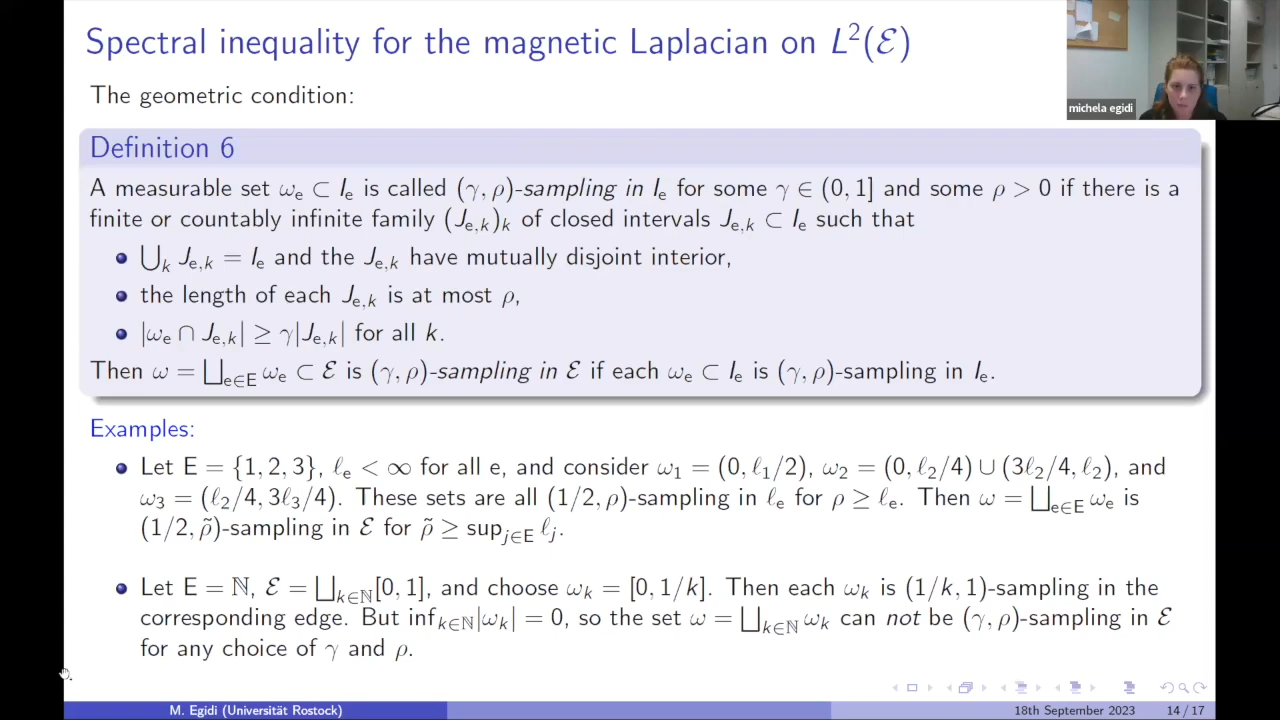 Spectral inequality for the magnetic Laplacian on L²(ℰ)
michela egidi
The geometric condition:
Definition 6
A measurable set ωₑ ⊂ Iₑ is called (γ, ρ)-sampling in Iₑ for some γ ∈ (0, 1] and some ρ > 0 if there is a
finite or countably infinite family (Jₑ,ₖ)ₖ of closed intervals Jₑ,ₖ ⊂ Iₑ such that
• ⋃ₖ Jₑ,ₖ = Iₑ and the Jₑ,ₖ have mutually disjoint interior,
• the length of each Jₑ,ₖ is at most ρ,
• |ωₑ ∩ Jₑ,ₖ| ≥ γ|Jₑ,ₖ| for all k.
Then ω = ⨆_{e∈E} ωₑ ⊂ ℰ is (γ, ρ)-sampling in ℰ if each ωₑ ⊂ Iₑ is (γ, ρ)-sampling in Iₑ.
Examples:
• Let E = {1, 2, 3}, ℓₑ < ∞ for all e, and consider ω₁ = (0, ℓ₁/2), ω₂ = (0, ℓ₂/4) ∪ (3ℓ₂/4, ℓ₂), and
ω₃ = (ℓ₂/4, 3ℓ₃/4). These sets are all (1/2, ρ)-sampling in ℓₑ for ρ ≥ ℓₑ. Then ω = ⨆_{e∈E} ωₑ is
(1/2, ρ̃)-sampling in ℰ for ρ̃ ≥ sup_{j∈E} ℓⱼ.
• Let E = ℕ, ℰ = ⨆_{k∈ℕ}[0, 1], and choose ωₖ = [0, 1/k]. Then each ωₖ is (1/k, 1)-sampling in the
corresponding edge. But inf_{k∈ℕ}|ωₖ| = 0, so the set ω = ⨆_{k∈ℕ} ωₖ can not be (γ, ρ)-sampling in ℰ
for any choice of γ and ρ.
M. Egidi (Universität Rostock)
18th September 2023
14 / 17